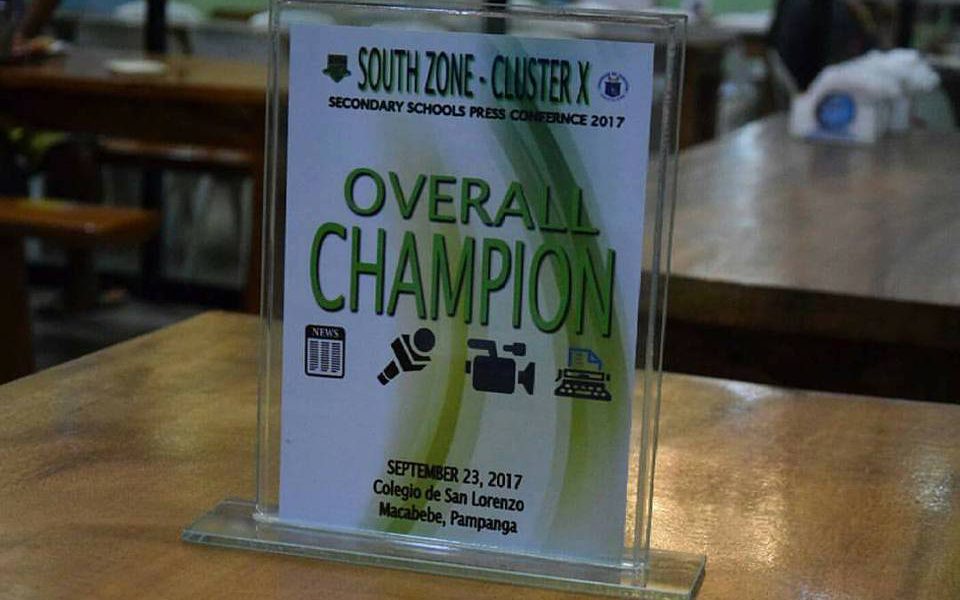 SOUTH ZONE - CLUSTER X
SECONDARY SCHOOLS PRESS CONFERNCE 2017
OVERALL
CHAMPION
NEWS
SEPTEMBER 23, 2017
Colegio de San Lorenzo
Macabebe, Pampanga